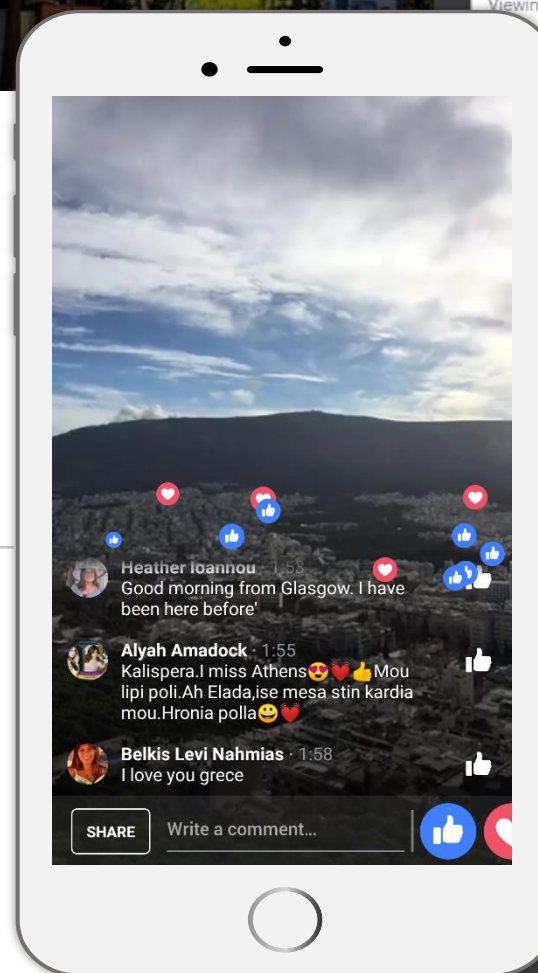 Viewin
Heather Ioannou · 1:53
Good morning from Glasgow. I have
been here before'
Alyah Amadock · 1:55
Kalispera.I miss Athens😍💓👍Mou
lipi poli.Ah Elada,ise mesa stin kardia
mou.Hronia polla😀💓
Belkis Levi Nahmias · 1:58
I love you grece
SHARE Write a comment...